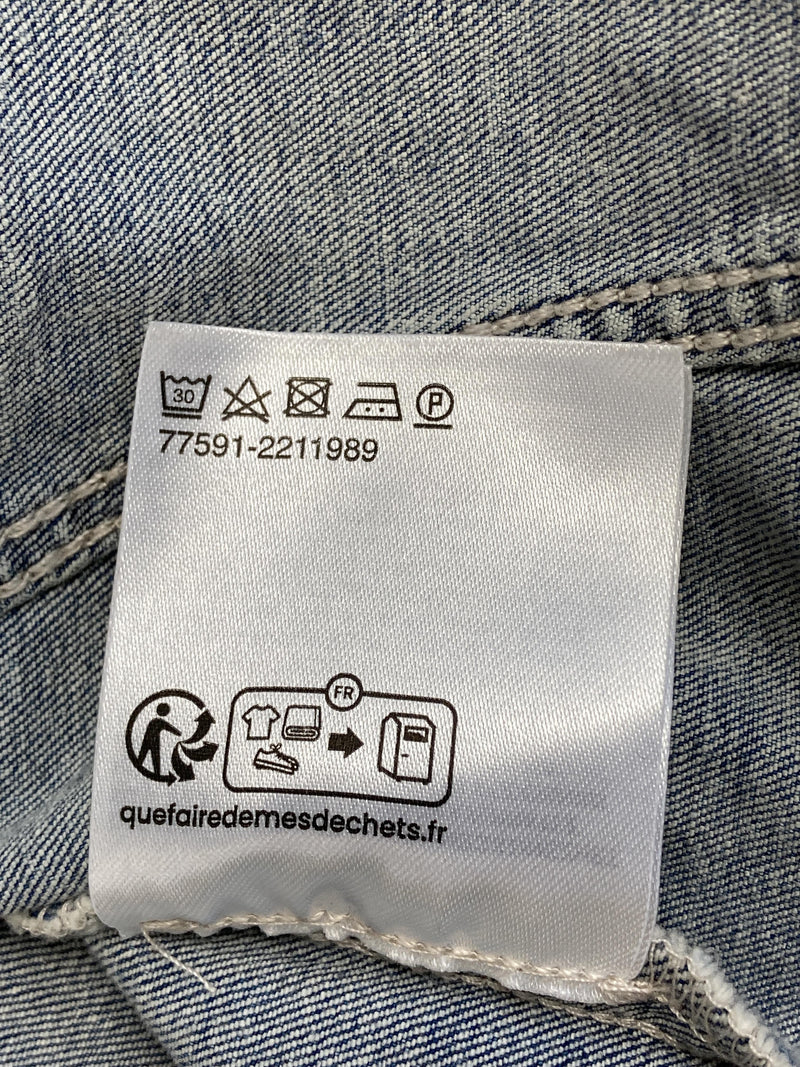 30
P
77591-2211989
FR
quefairedemesdechets.fr